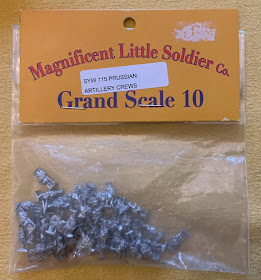 Magnificent Little Soldier Co.
SYW 115 PRUSSIAN
ARTILLERY CREWS
Grand Scale 10